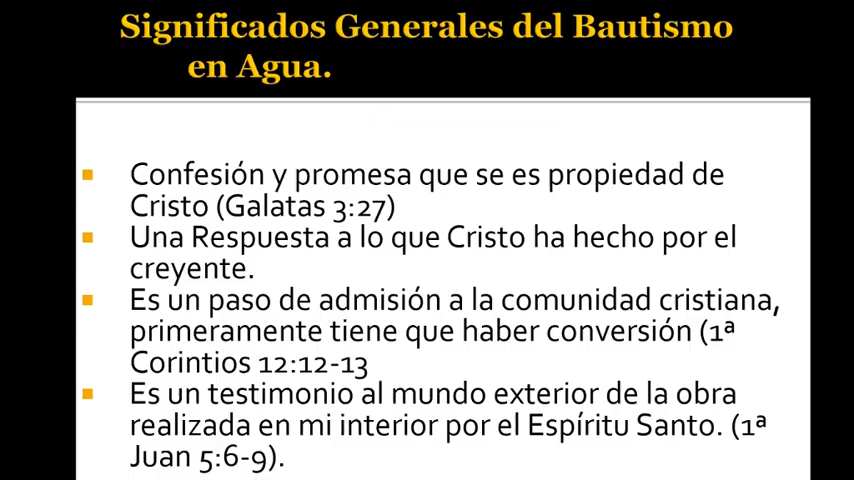 Significados Generales del Bautismo
en Agua.
Confesión y promesa que se es propiedad de
Cristo (Galatas 3:27)
Una Respuesta a lo que Cristo ha hecho por el
creyente.
Es un paso de admisión a la comunidad cristiana,
primeramente tiene que haber conversión (1ª
Corintios 12:12-13
Es un testimonio al mundo exterior de la obra
realizada en mi interior por el Espíritu Santo. (1ª
Juan 5:6-9).